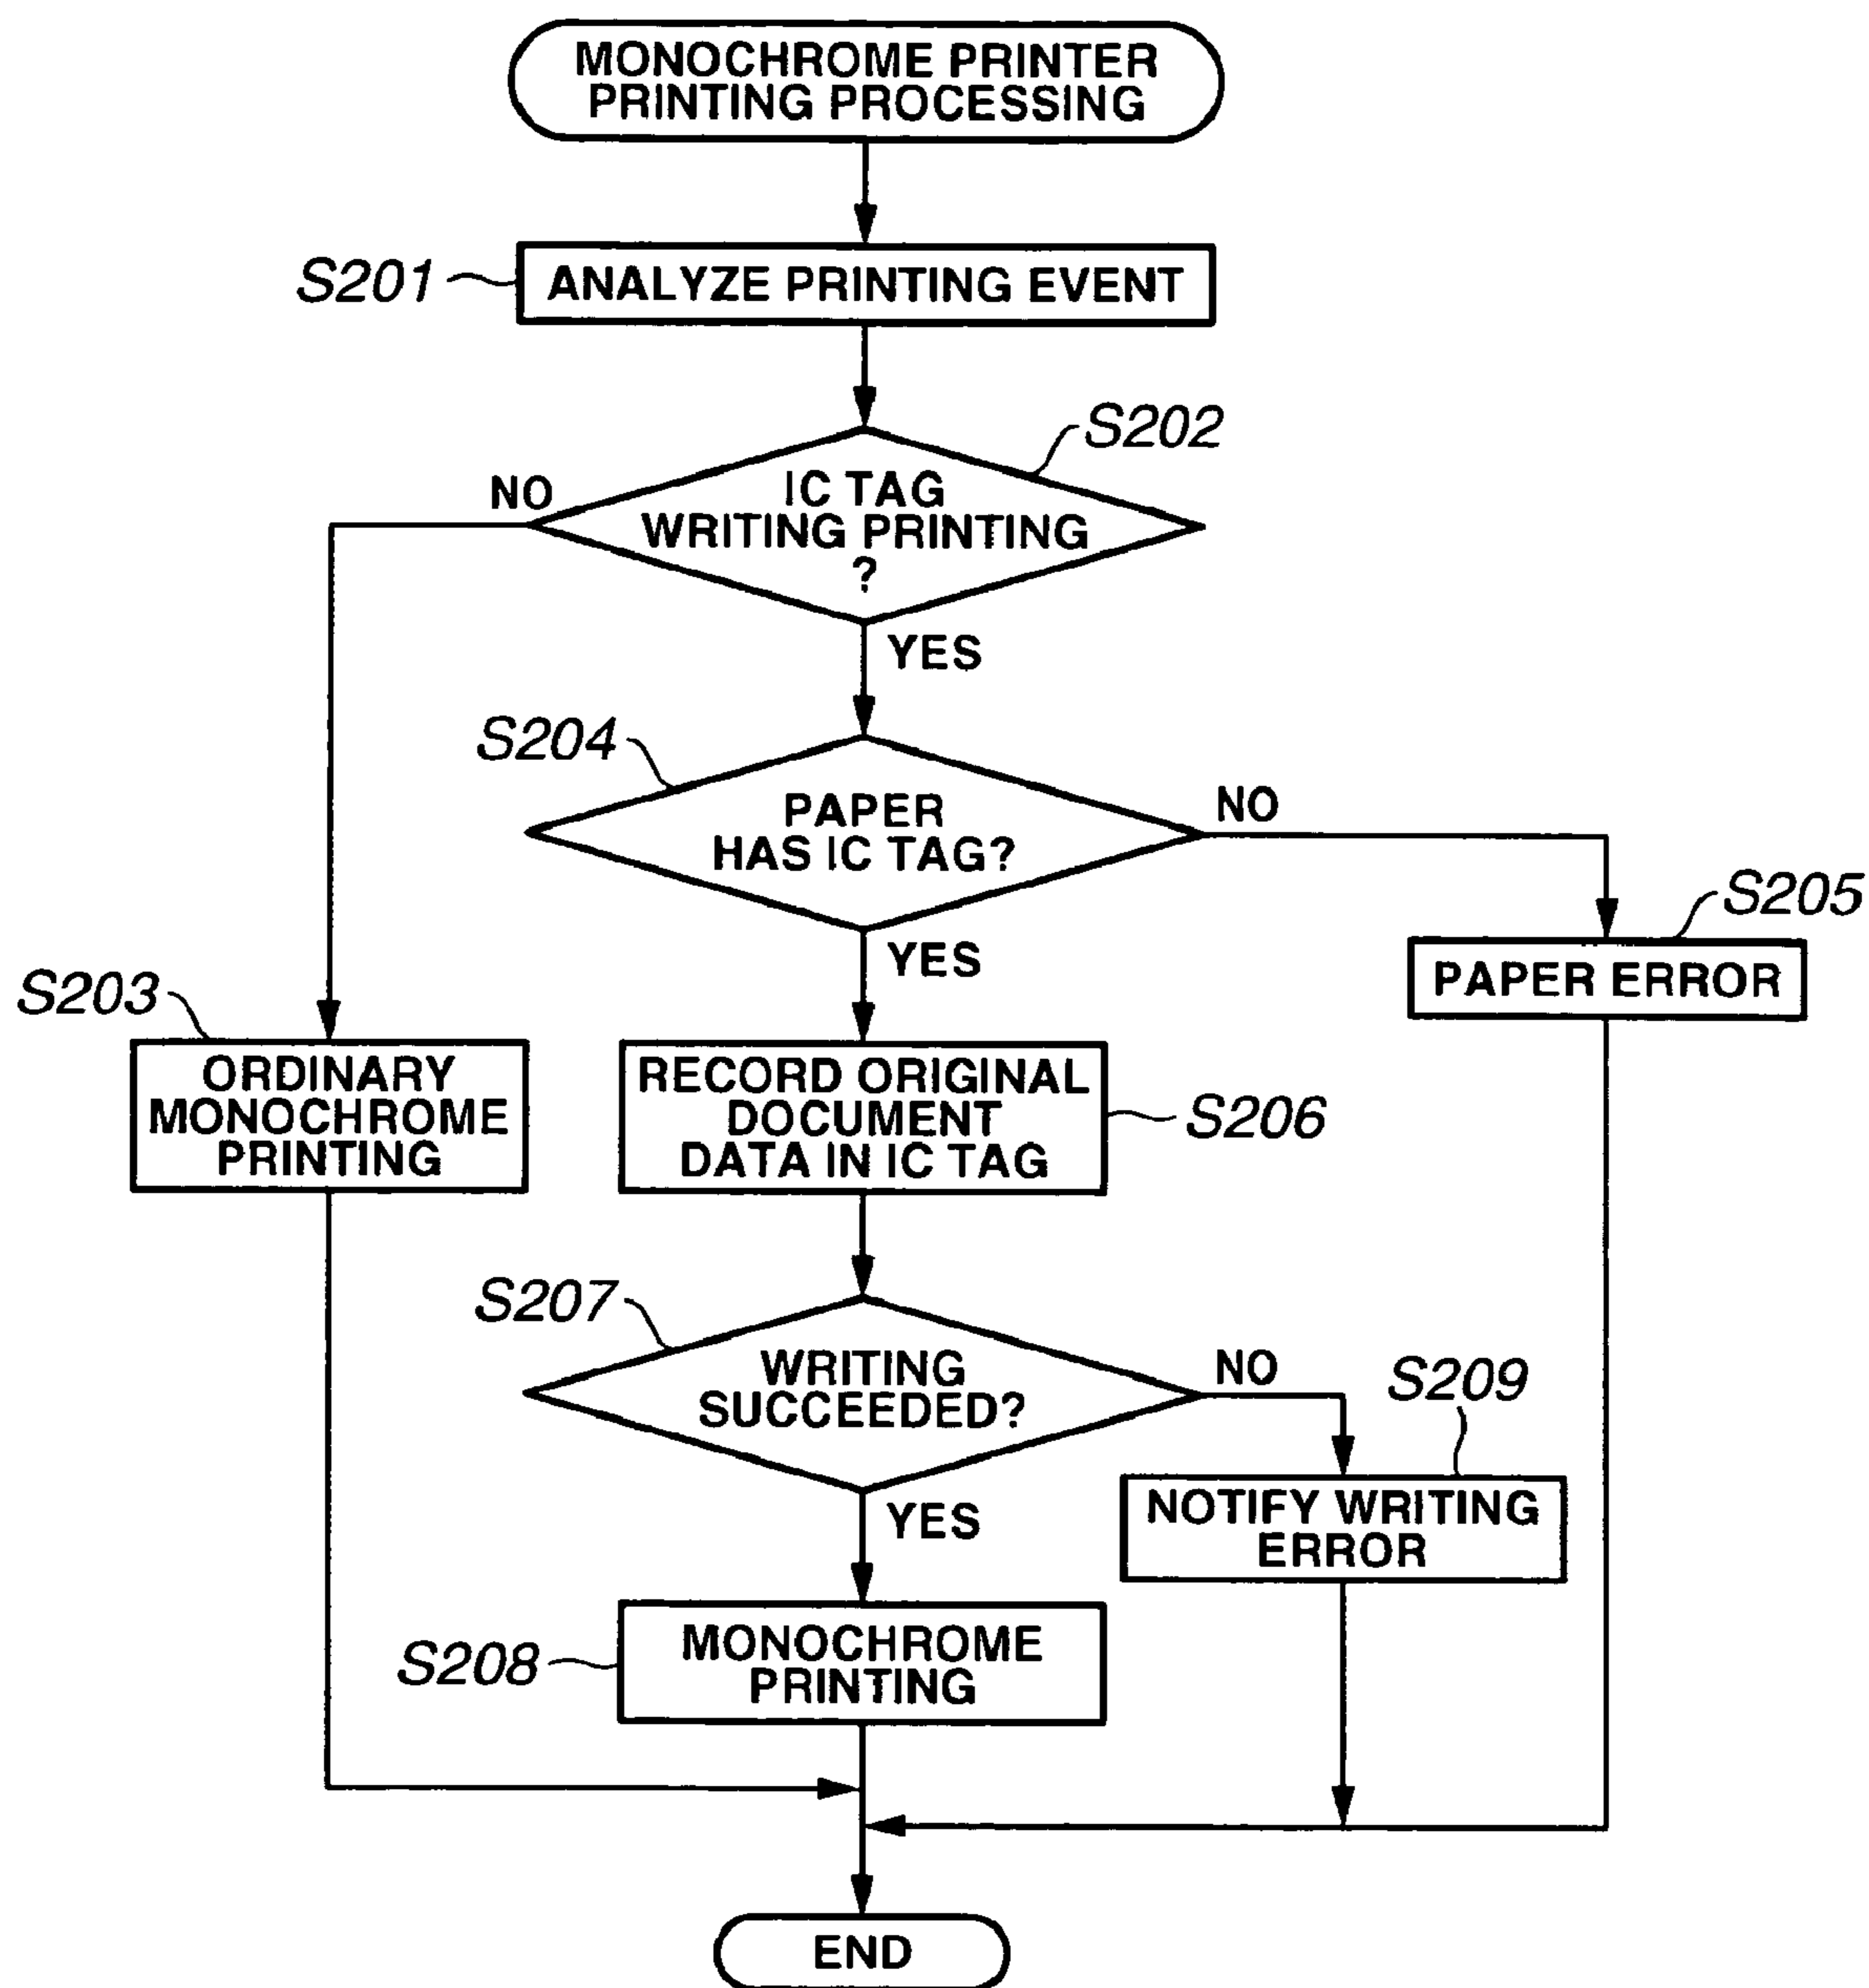 MONOCHROME PRINTER
PRINTING PROCESSING
S201
ANALYZE PRINTING EVENT
S202
NO
IC TAG
WRITING PRINTING
?
YES
S204
PAPER
HAS IC TAG?
NO
S205
YES
PAPER ERROR
S203
ORDINARY
MONOCHROME
PRINTING
RECORD ORIGINAL
DOCUMENT
DATA IN IC TAG
S206
S207
WRITING
SUCCEEDED?
NO
S209
YES
NOTIFY WRITING
ERROR
S208
MONOCHROME
PRINTING
END